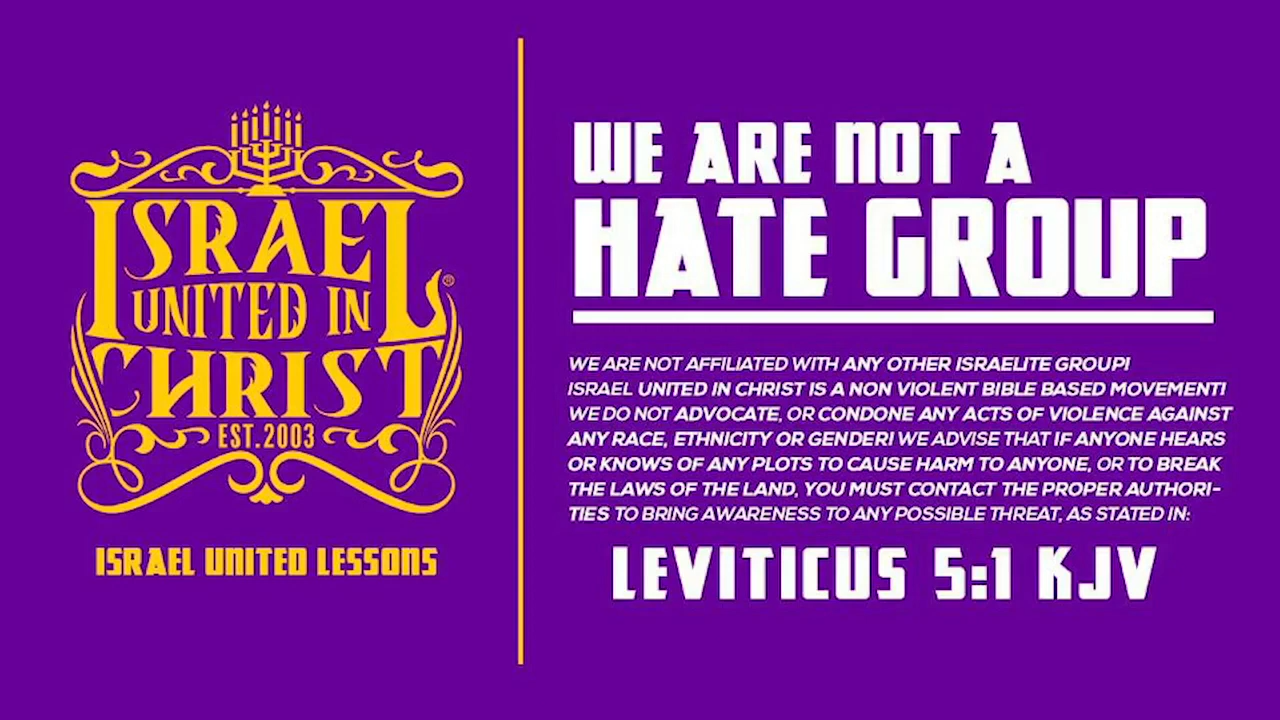 ISRAEL
UNITED IN
CHRIST
®
EST. 2003
ISRAEL UNITED LESSONS
WE ARE NOT A
HATE GROUP
WE ARE NOT AFFILIATED WITH ANY OTHER ISRAELITE GROUP!
ISRAEL UNITED IN CHRIST IS A NON VIOLENT BIBLE BASED MOVEMENT!
WE DO NOT ADVOCATE, OR CONDONE ANY ACTS OF VIOLENCE AGAINST
ANY RACE, ETHNICITY OR GENDER! WE ADVISE THAT IF ANYONE HEARS
OR KNOWS OF ANY PLOTS TO CAUSE HARM TO ANYONE, OR TO BREAK
THE LAWS OF THE LAND, YOU MUST CONTACT THE PROPER AUTHORI-
TIES TO BRING AWARENESS TO ANY POSSIBLE THREAT, AS STATED IN:
LEVITICUS 5:1 KJV